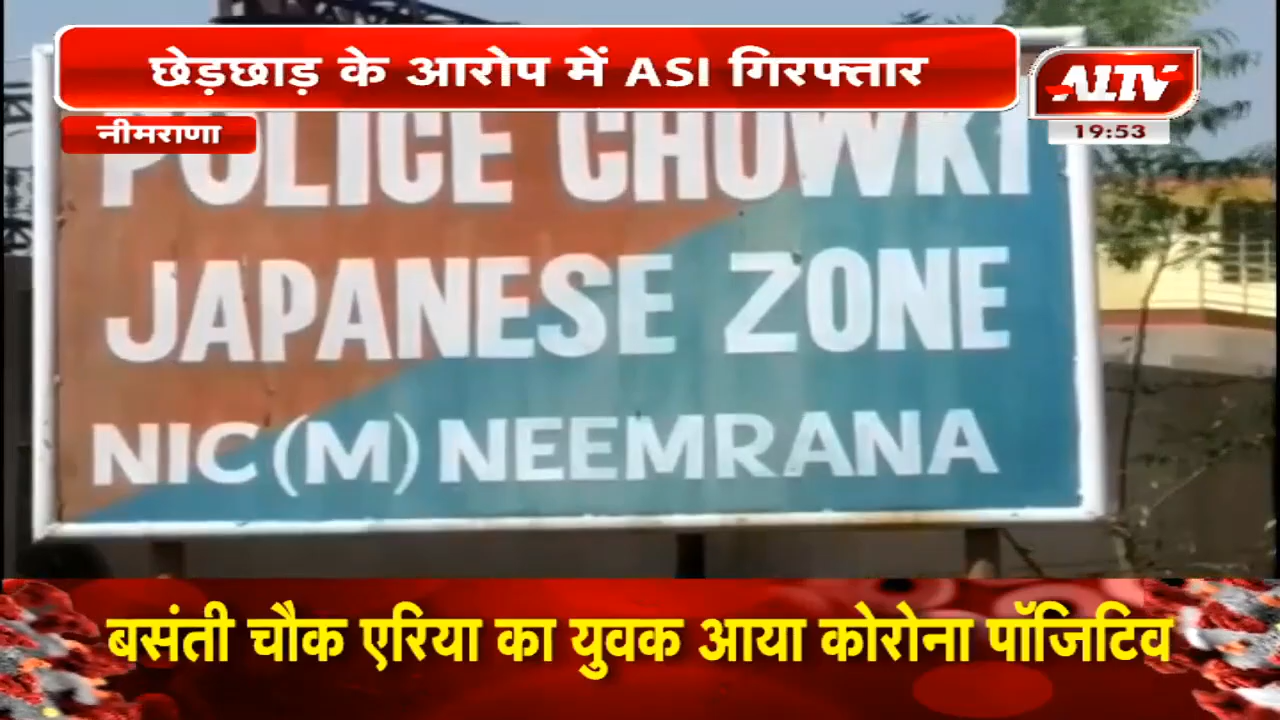 छेड़छाड़ के आरोप में ASI गिरफ्तार
ALTV
19:53
नीमराणा
POLICE CHOWKI
JAPANESE ZONE
NIC (M) NEEMRANA
बसंती चौक एरिया का युवक आया कोरोना पॉजिटिव